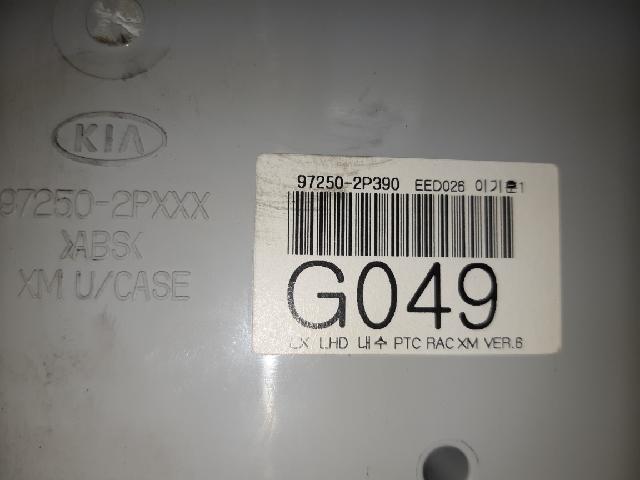 KIA
97250-2PXXX
>ABS<
XM U/CASE
97250-2P390 EED026 이기훈1
G049
LHD 내수 PTC RAC XM VER.6